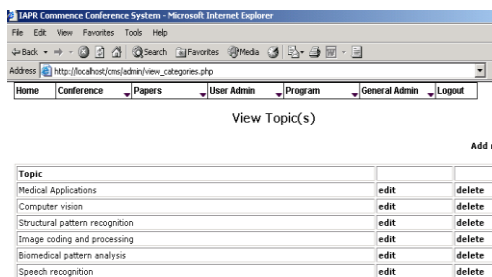 IAPR Commence Conference System - Microsoft Internet Explorer
File Edit View Favorites Tools Help
Back Search Favorites Media
Address http://localhost/cms/admin/view_categories.php
Home Conference Papers User Admin Program General Admin Logout
View Topic(s)
Add
Topic
Medical Applications edit delete
Computer vision edit delete
Structural pattern recognition edit delete
Image coding and processing edit delete
Biomedical pattern analysis edit delete
Speech recognition edit delete